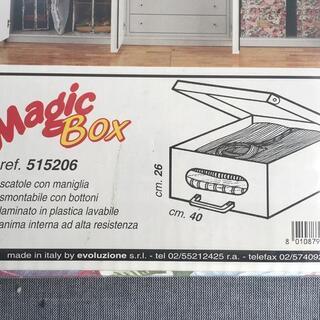 Magic
Box
ref. 515206
scatole con maniglia
smontabile con bottoni
laminato in plastica lavabile
anima interna ad alta resistenza
cm. 26
cm. 40
8 010879
made in italy by evoluzione s.r.l. - tel 02/55212425 r.a. - telefax 02/57409